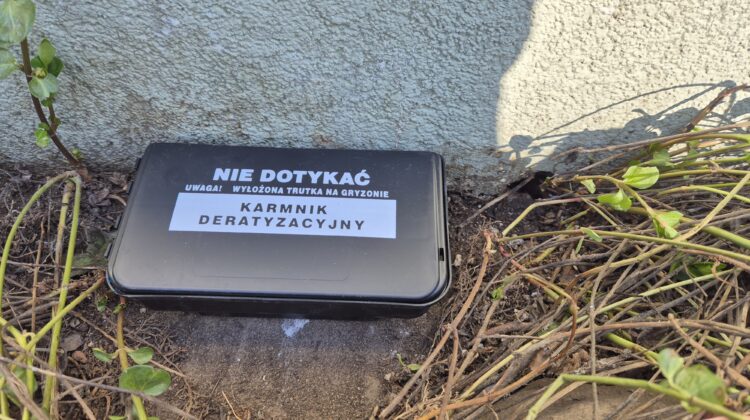 NIE DOTYKAĆ
UWAGA! WYŁOŻONA TRUTKA NA GRYZONIE
KARMNIK
DERATYZACYJNY